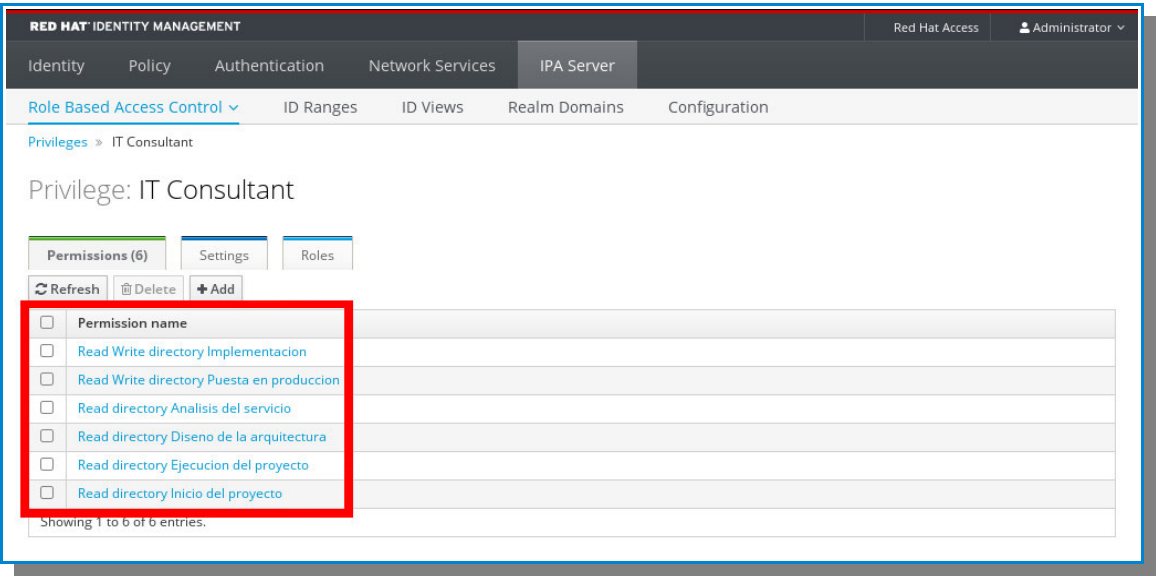 RED HAT IDENTITY MANAGEMENT Red Hat Access Administrator
Identity Policy Authentication Network Services IPA Server
Role Based Access Control ID Ranges ID Views Realm Domains Configuration
Privileges » IT Consultant
Privilege: IT Consultant
Permissions (6) Settings Roles
Refresh Delete Add
Permission name
Read Write directory Implementacion
Read Write directory Puesta en produccion
Read directory Analisis del servicio
Read directory Diseno de la arquitectura
Read directory Ejecucion del proyecto
Read directory Inicio del proyecto
Showing 1 to 6 of 6 entries.